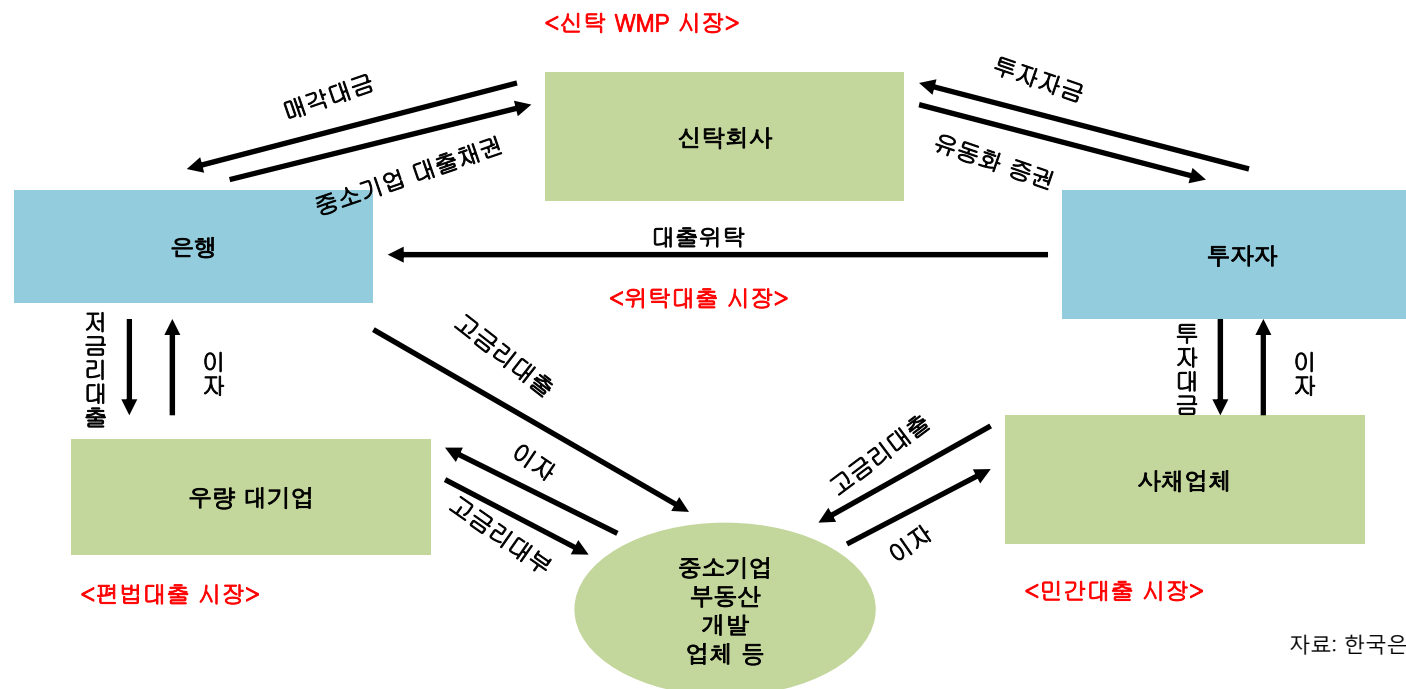 <신탁 WMP 시장>
매각대금
중소기업 대출채권
신탁회사
투자자금
유동화 증권
은행
대출위탁
투자자
<위탁대출 시장>
저금리대출
이자
고금리대출
투자대금
이자
우량 대기업
이자
고금리대부
고금리대출
이자
사채업체
<편법대출 시장>
중소기업
부동산
개발
업체 등
<민간대출 시장>
자료: 한국은